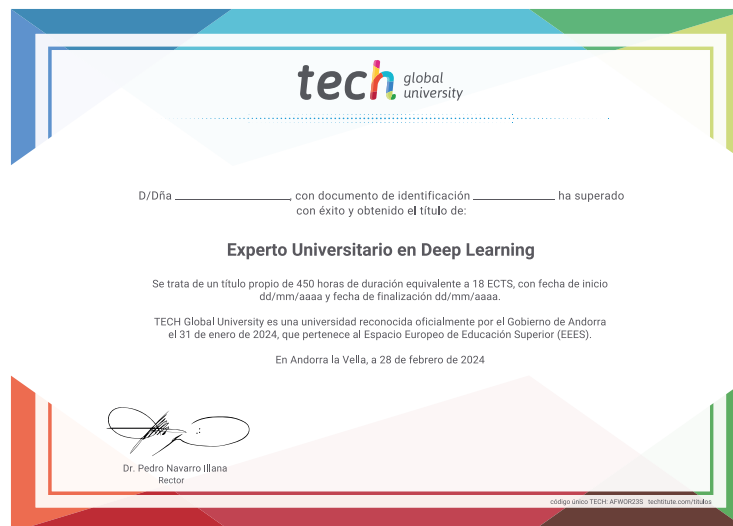 tech global
university
D/Dña ____________________, con documento de identificación ______________ ha superado
con éxito y obtenido el título de:
Experto Universitario en Deep Learning
Se trata de un título propio de 450 horas de duración equivalente a 18 ECTS, con fecha de inicio
dd/mm/aaaa y fecha de finalización dd/mm/aaaa.
TECH Global University es una universidad reconocida oficialmente por el Gobierno de Andorra
el 31 de enero de 2024, que pertenece al Espacio Europeo de Educación Superior (EEES).
En Andorra la Vella, a 28 de febrero de 2024
Dr. Pedro Navarro Illana
Rector
código único TECH: AFWOR23S techtitute.com/titulos